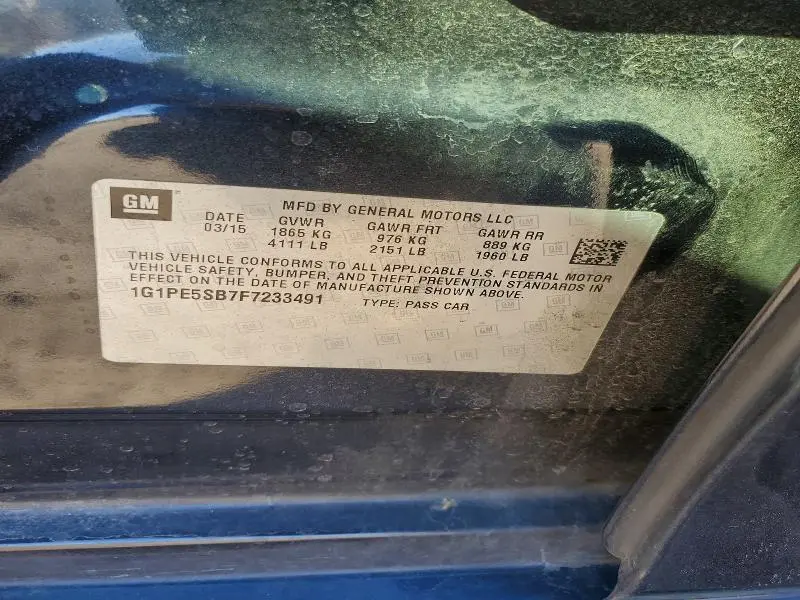 GM
MFD BY GENERAL MOTORS LLC
DATE GVWR GAWR FRT GAWR RR
03/15 1865 KG 976 KG 889 KG
4111 LB 2151 LB 1960 LB
THIS VEHICLE CONFORMS TO ALL APPLICABLE U.S. FEDERAL MOTOR
VEHICLE SAFETY, BUMPER, AND THEFT PREVENTION STANDARDS IN
EFFECT ON THE DATE OF MANUFACTURE SHOWN ABOVE.
1G1PE5SB7F7233491 TYPE: PASS CAR